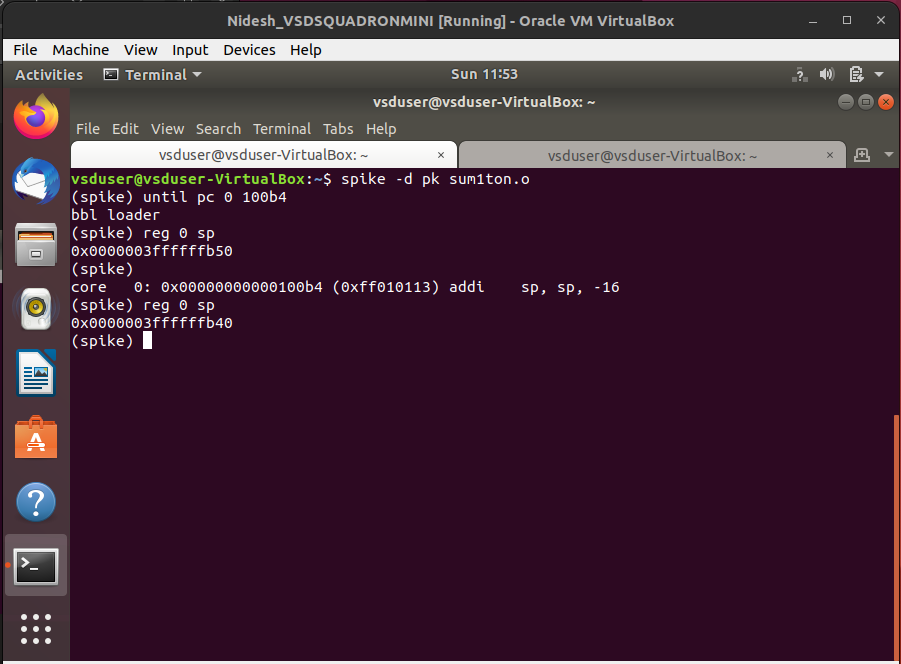 Nidesh_VSDSQUADRONMINI [Running] - Oracle VM VirtualBox
File Machine View Input Devices Help
Activities Terminal Sun 11:53
vsduser@vsduser-VirtualBox: ~
File Edit View Search Terminal Tabs Help
vsduser@vsduser-VirtualBox: ~ × vsduser@vsduser-VirtualBox: ~ ×
vsduser@vsduser-VirtualBox:~$ spike -d pk sum1ton.o
(spike) until pc 0 100b4
bbl loader
(spike) reg 0 sp
0x0000003ffffffb50
(spike)
core   0: 0x00000000000100b4 (0xff010113) addi    sp, sp, -16
(spike) reg 0 sp
0x0000003ffffffb40
(spike)